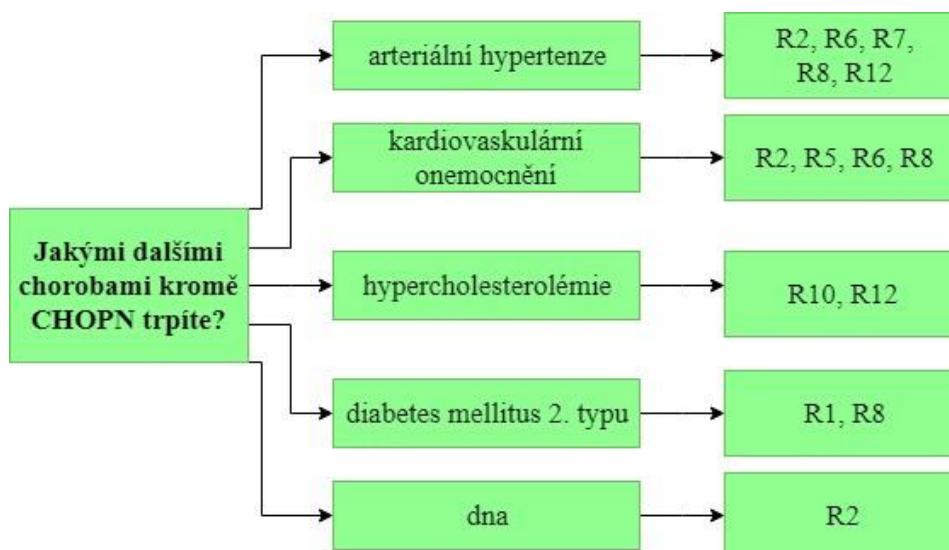 Jakými dalšími
chorobami kromě
CHOPN trpíte?
arteriální hypertenze
R2, R6, R7,
R8, R12
kardiovaskulární
onemocnění
R2, R5, R6, R8
hypercholesterolémie
R10, R12
diabetes mellitus 2. typu
R1, R8
dna
R2